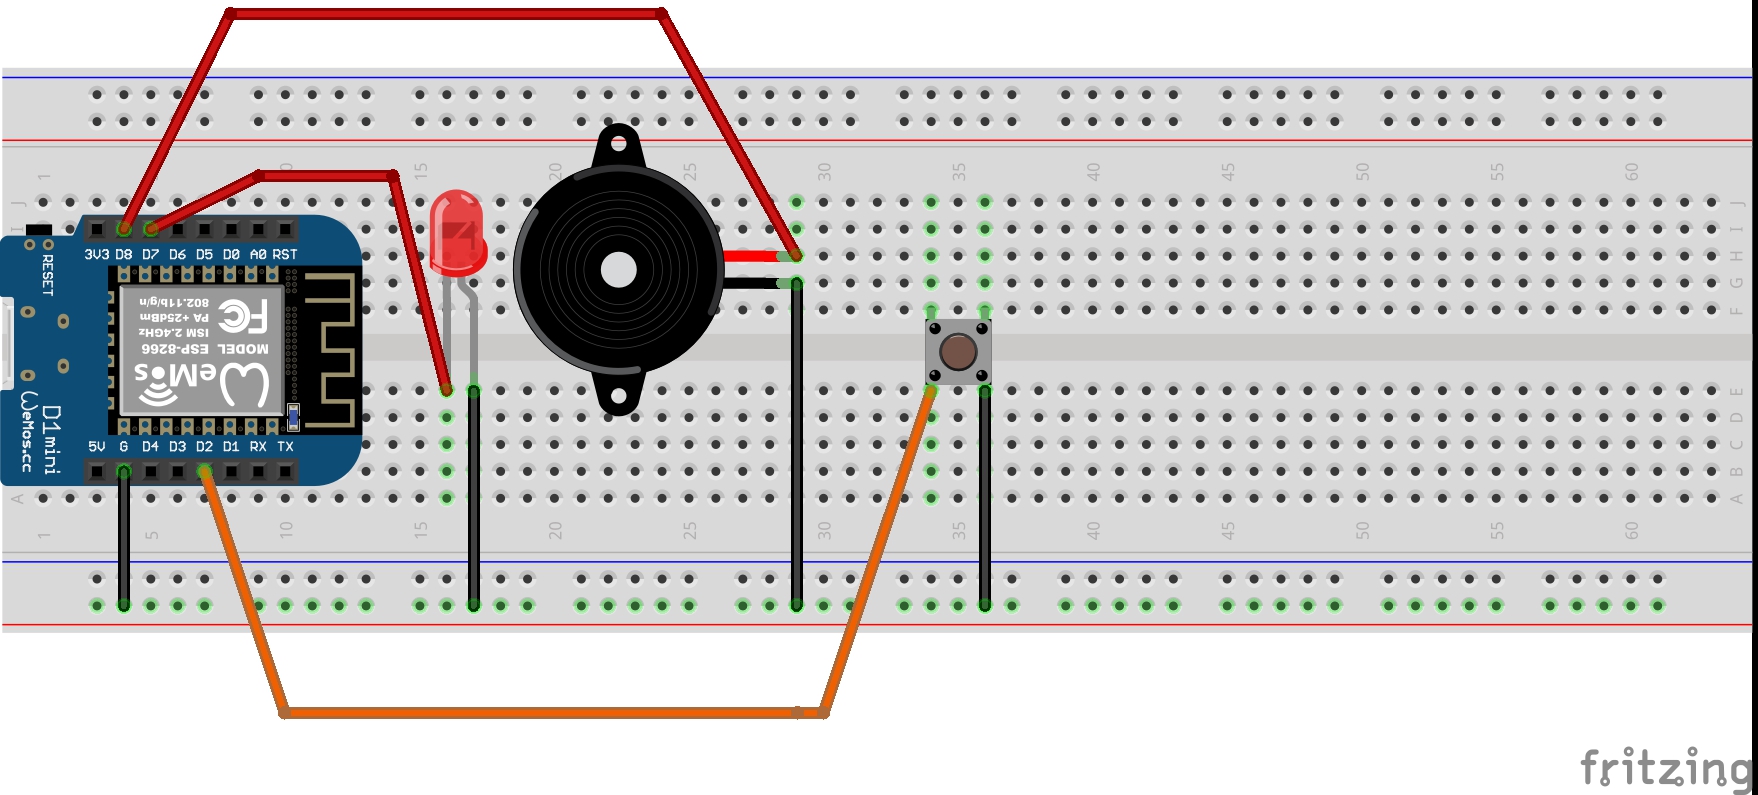 1 10 15 20 25 30 35 40 45 50 55 60
J J
I I
H
G
F
3V3 D8 D7 D6 D5 D0 A0 RST
RESET
802.11b/g/n
PA +25dBm
ISM 2.4GHz
MODEL ESP-8266
FC
WeMos
D1 mini
WeMos.cc
5V G D4 D3 D2 D1 RX TX
E
D
C
B
A A
1 5 10 15 20 25 30 35 40 45 50 55 60
fritzing